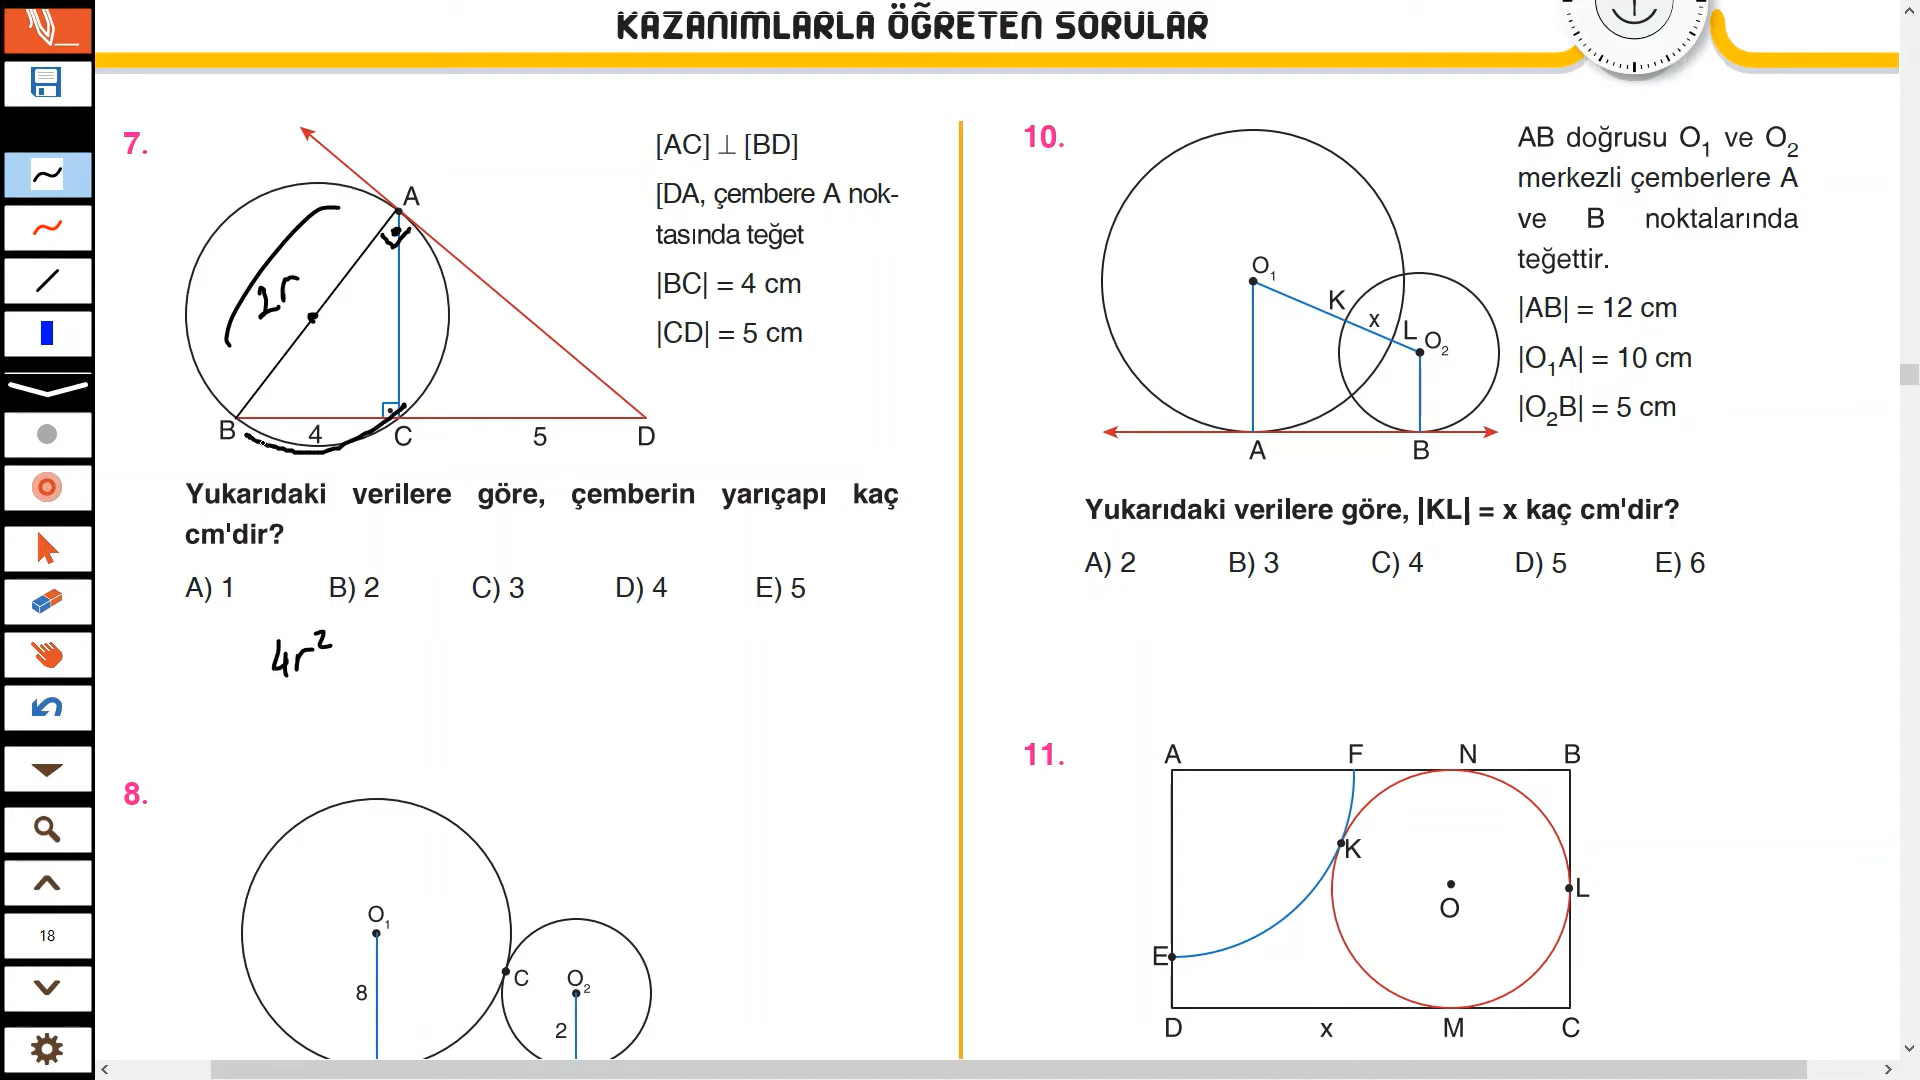 KAZANIMLARLA ÖĞRETEN SORULAR
7.
A
2r
B
4
C
5
D
[AC] ⊥ [BD]
[DA, çembere A nok-
tasında teğet
|BC| = 4 cm
|CD| = 5 cm
Yukarıdaki verilere göre, çemberin yarıçapı kaç
cm'dir?
A) 1 B) 2 C) 3 D) 4 E) 5
4r²
8.
O₁
8
C
O₂
2
10.
O₁
K
x
L
O₂
A
B
AB doğrusu O₁ ve O₂
merkezli çemberlere A
ve B noktalarında
teğettir.
|AB| = 12 cm
|O₁A| = 10 cm
|O₂B| = 5 cm
Yukarıdaki verilere göre, |KL| = x kaç cm'dir?
A) 2 B) 3 C) 4 D) 5 E) 6
11.
A F N B
K
L
O
E
D x M C
18